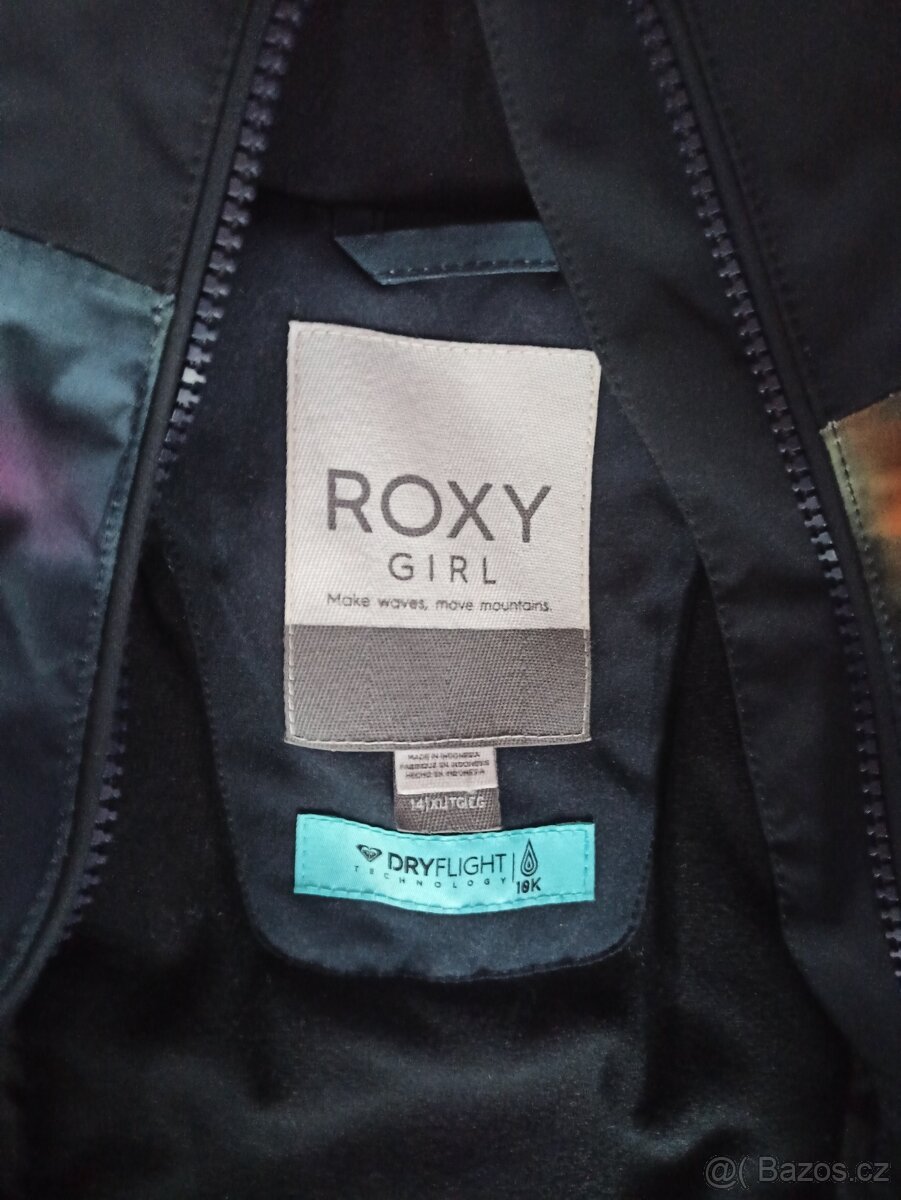 ROXY
GIRL
Make waves, move mountains.
MADE IN INDONESIA
FABRIQUE EN INDONESIE
HECHO EN INDONESIA
14|XL|TG|EG
DRYFLIGHT
TECHNOLOGY
10K
@( Bazos.cz